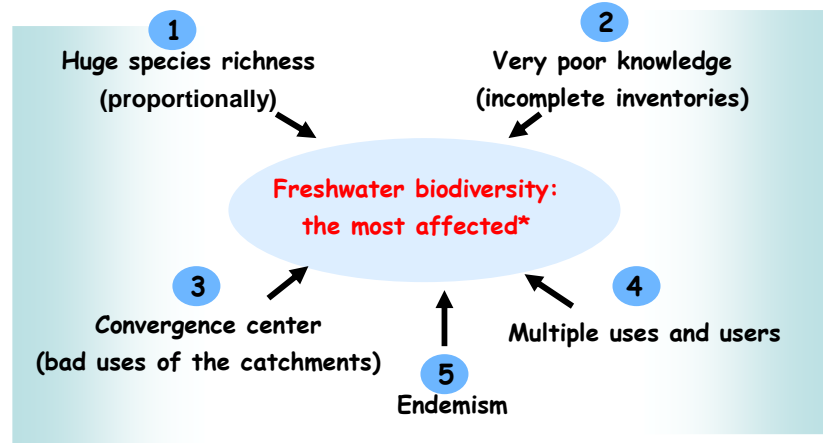 1
Huge species richness
(proportionally)
2
Very poor knowledge
(incomplete inventories)
Freshwater biodiversity:
the most affected*
3
Convergence center
(bad uses of the catchments)
4
Multiple uses and users
5
Endemism